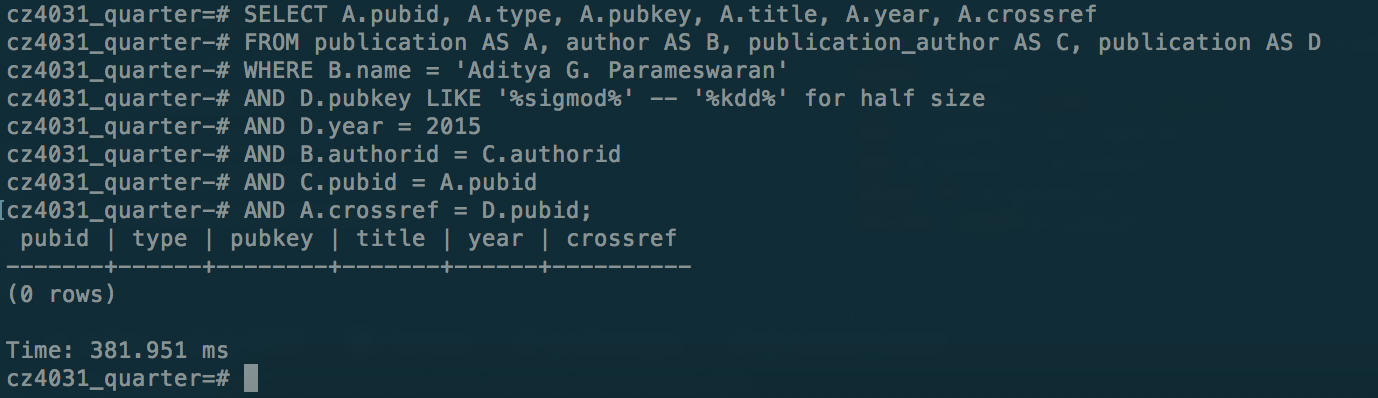 cz4031_quarter=# SELECT A.pubid, A.type, A.pubkey, A.title, A.year, A.crossref
cz4031_quarter-# FROM publication AS A, author AS B, publication_author AS C, publication AS D
cz4031_quarter-# WHERE B.name = 'Aditya G. Parameswaran'
cz4031_quarter-# AND D.pubkey LIKE '%sigmod%' -- '%kdd%' for half size
cz4031_quarter-# AND D.year = 2015
cz4031_quarter-# AND B.authorid = C.authorid
cz4031_quarter-# AND C.pubid = A.pubid
[cz4031_quarter-# AND A.crossref = D.pubid;
 pubid | type | pubkey | title | year | crossref
-------+------+--------+-------+------+----------
(0 rows)
Time: 381.951 ms
cz4031_quarter=#